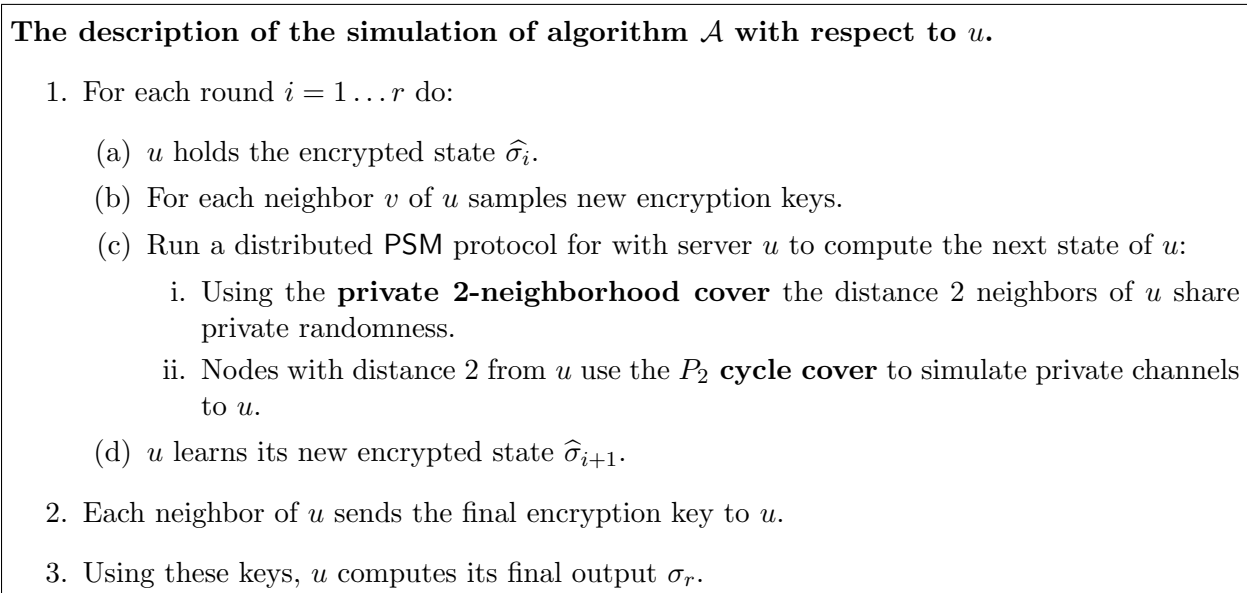 The description of the simulation of algorithm 𝒜 with respect to u.
1. For each round i = 1 … r do:
(a) u holds the encrypted state σ̂ᵢ.
(b) For each neighbor v of u samples new encryption keys.
(c) Run a distributed PSM protocol for with server u to compute the next state of u:
i. Using the private 2-neighborhood cover the distance 2 neighbors of u share
private randomness.
ii. Nodes with distance 2 from u use the P₂ cycle cover to simulate private channels
to u.
(d) u learns its new encrypted state σ̂ᵢ₊₁.
2. Each neighbor of u sends the final encryption key to u.
3. Using these keys, u computes its final output σᵣ.